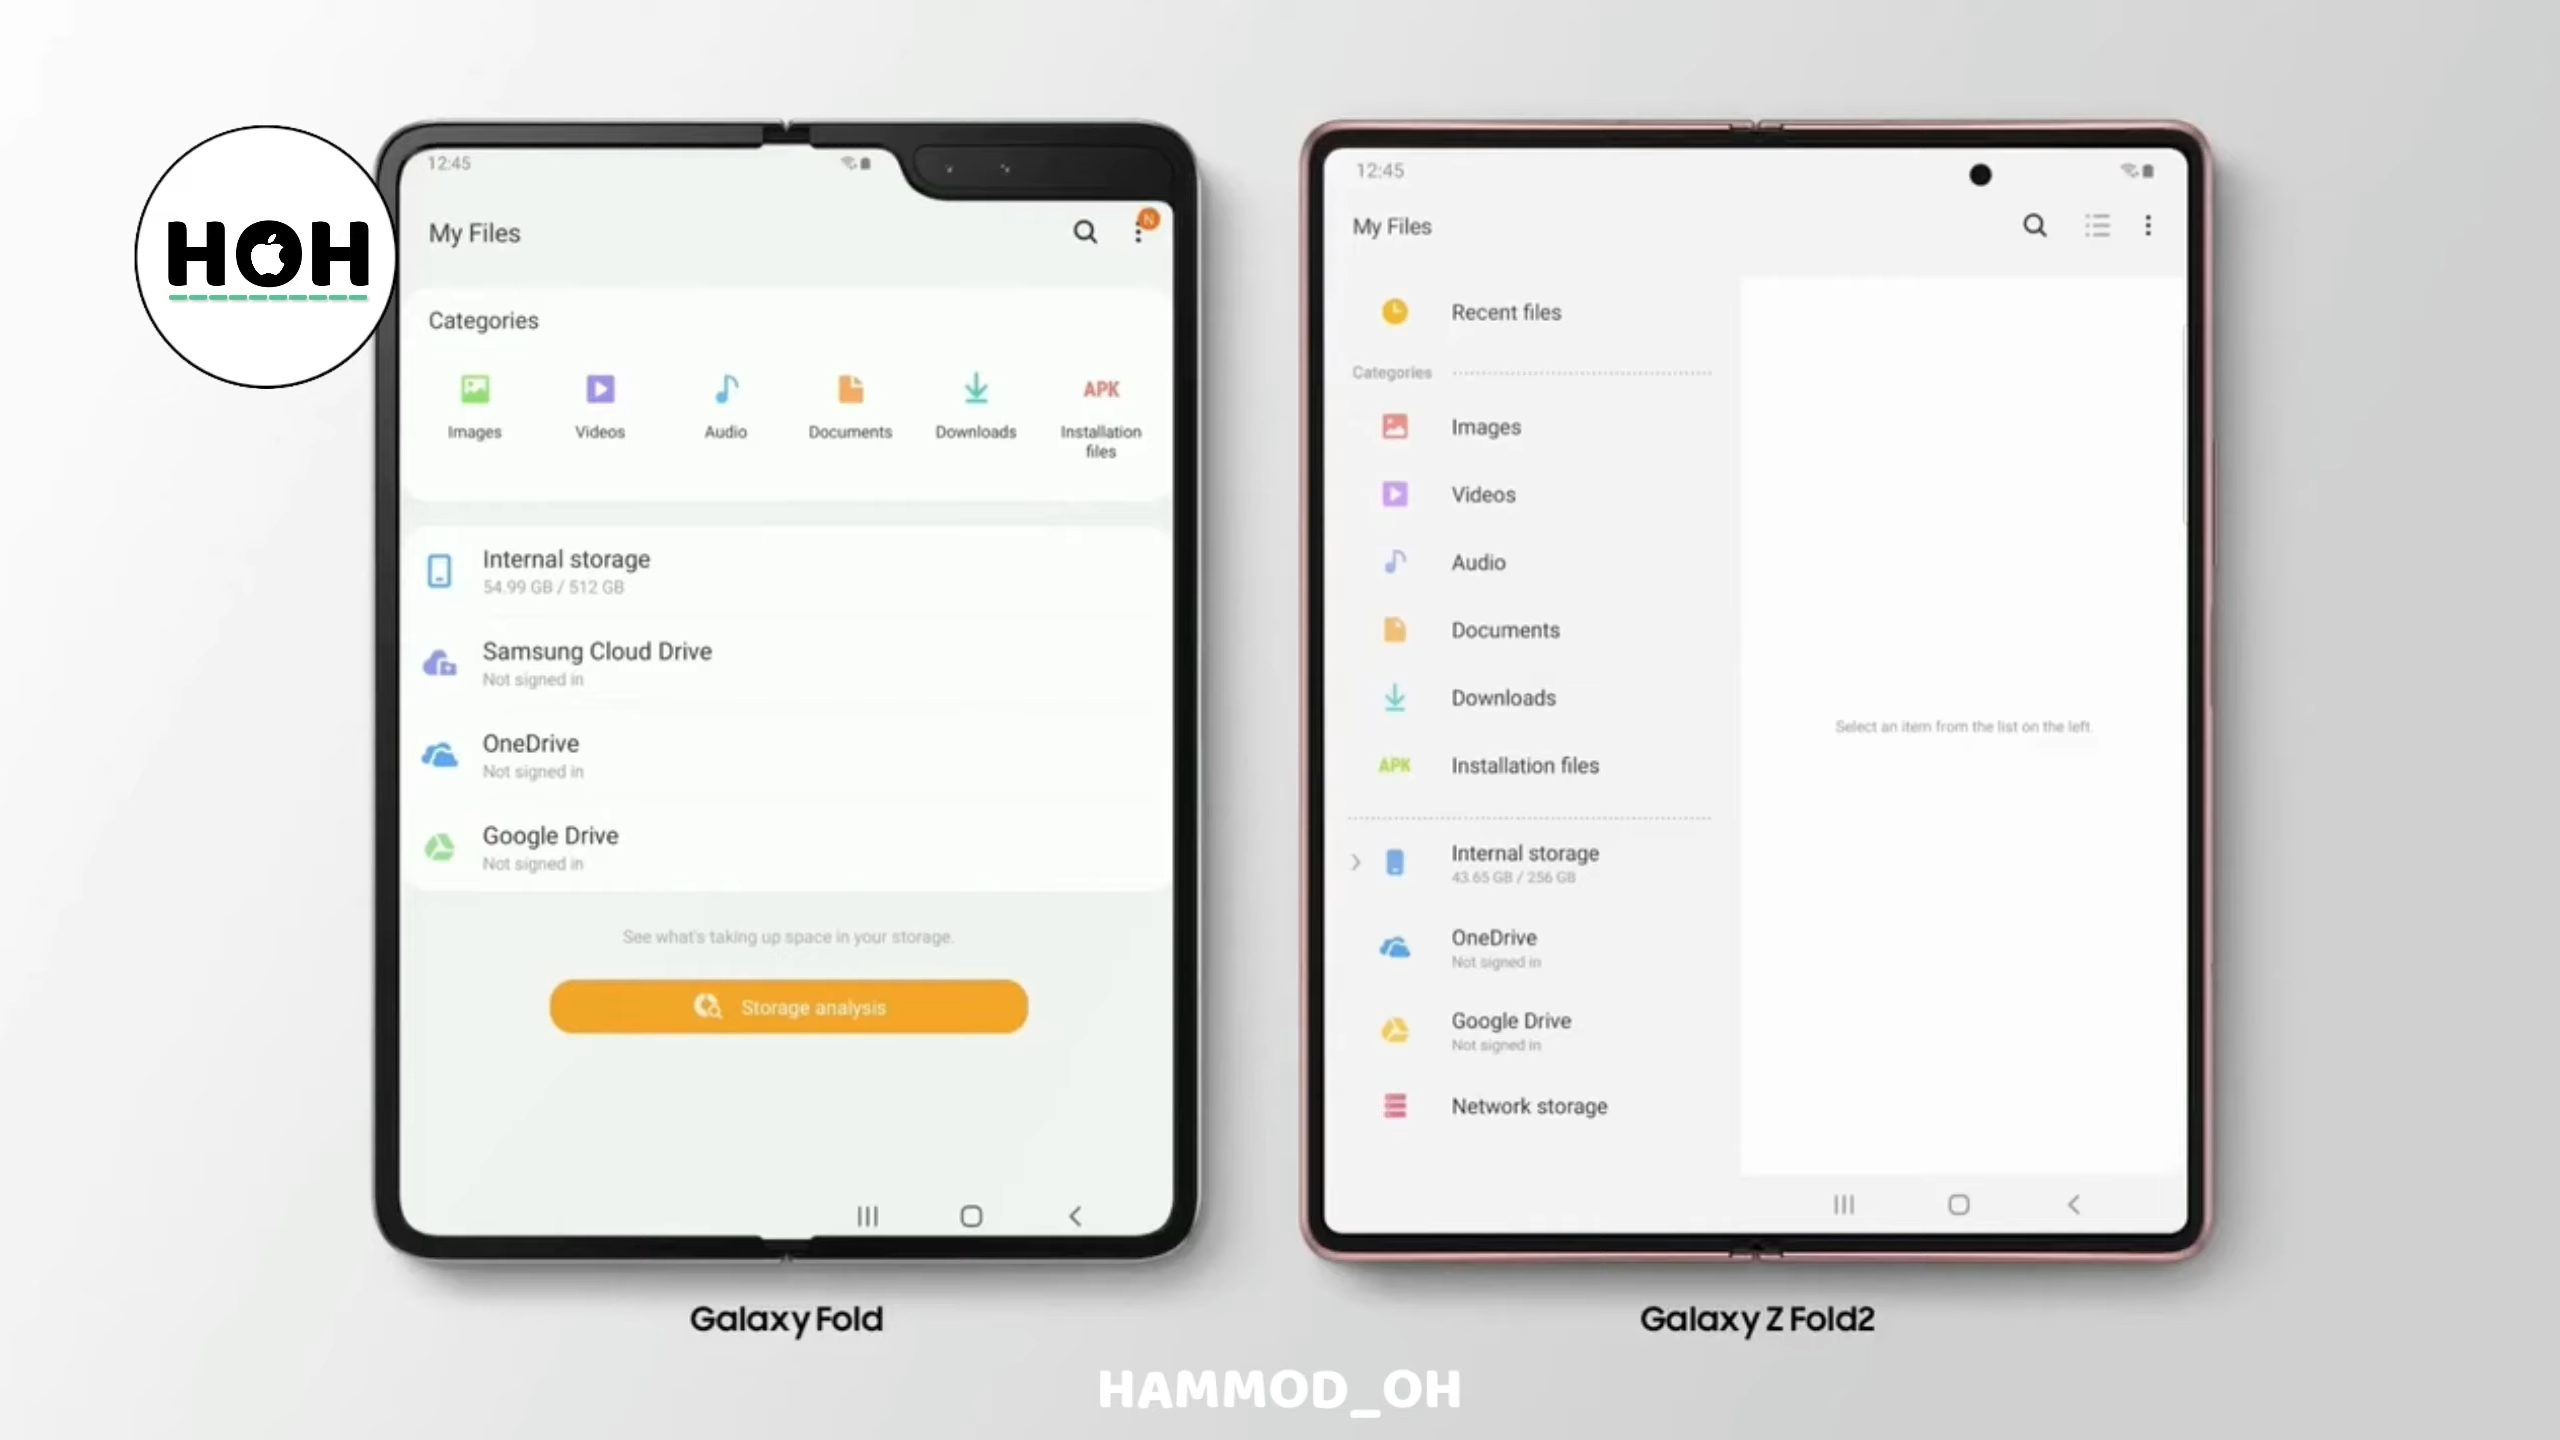 HOH
12:45
My Files
N
Categories
Images
Videos
Audio
Documents
Downloads
APK
Installation
files
Internal storage
54.99 GB / 512 GB
Samsung Cloud Drive
Not signed in
OneDrive
Not signed in
Google Drive
Not signed in
See what's taking up space in your storage.
Storage analysis
Galaxy Fold
12:45
My Files
Recent files
Categories
Images
Videos
Audio
Documents
Downloads
APK
Installation files
Internal storage
43.65 GB / 256 GB
OneDrive
Not signed in
Google Drive
Not signed in
Network storage
Select an item from the list on the left.
Galaxy Z Fold2
HAMMOD_OH